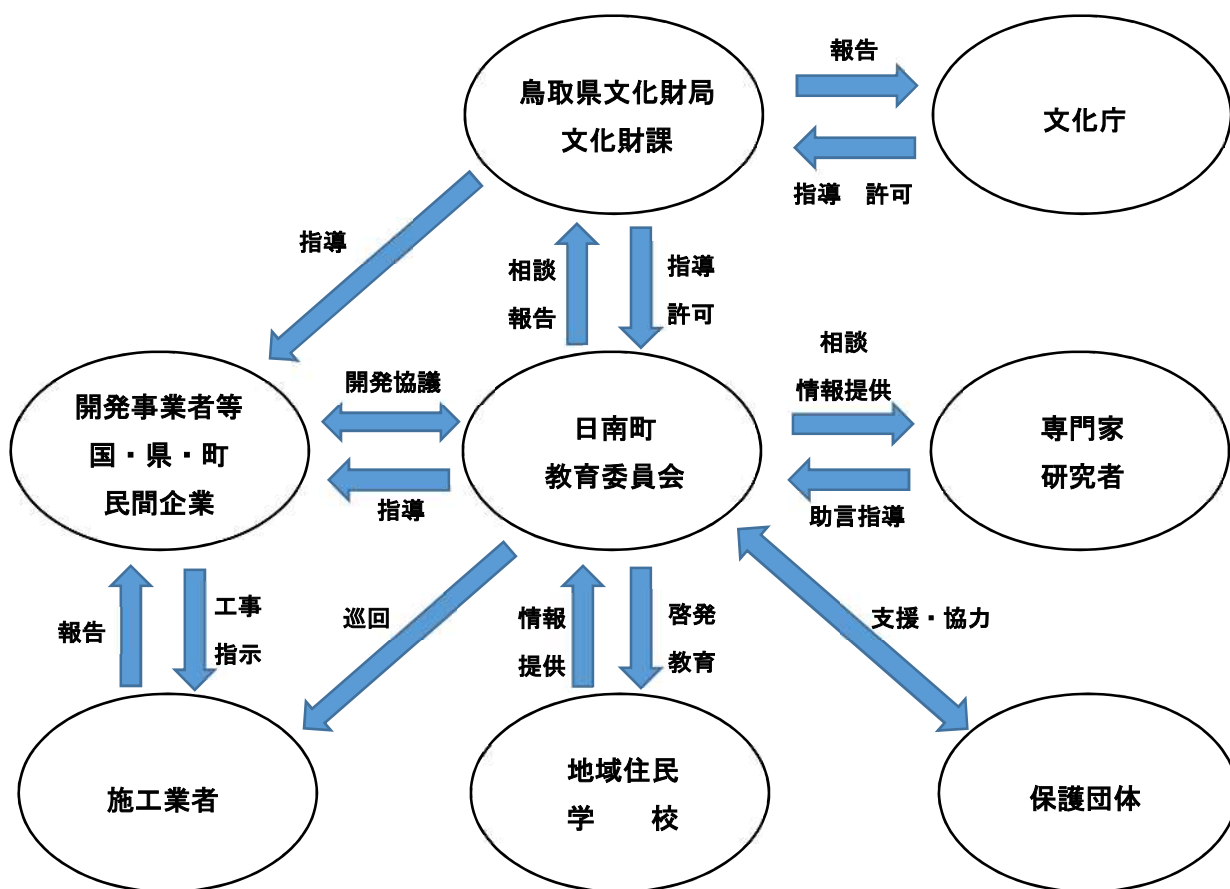 報告
鳥取県文化財局
文化財課
文化庁
指導　許可
指導
相談
報告
指導
許可
相談
情報提供
開発協議
開発事業者等
国・県・町
民間企業
日南町
教育委員会
専門家
研究者
指導
助言指導
報告
工事
指示
巡回
情報
提供
啓発
教育
支援・協力
施工業者
地域住民
学　　校
保護団体